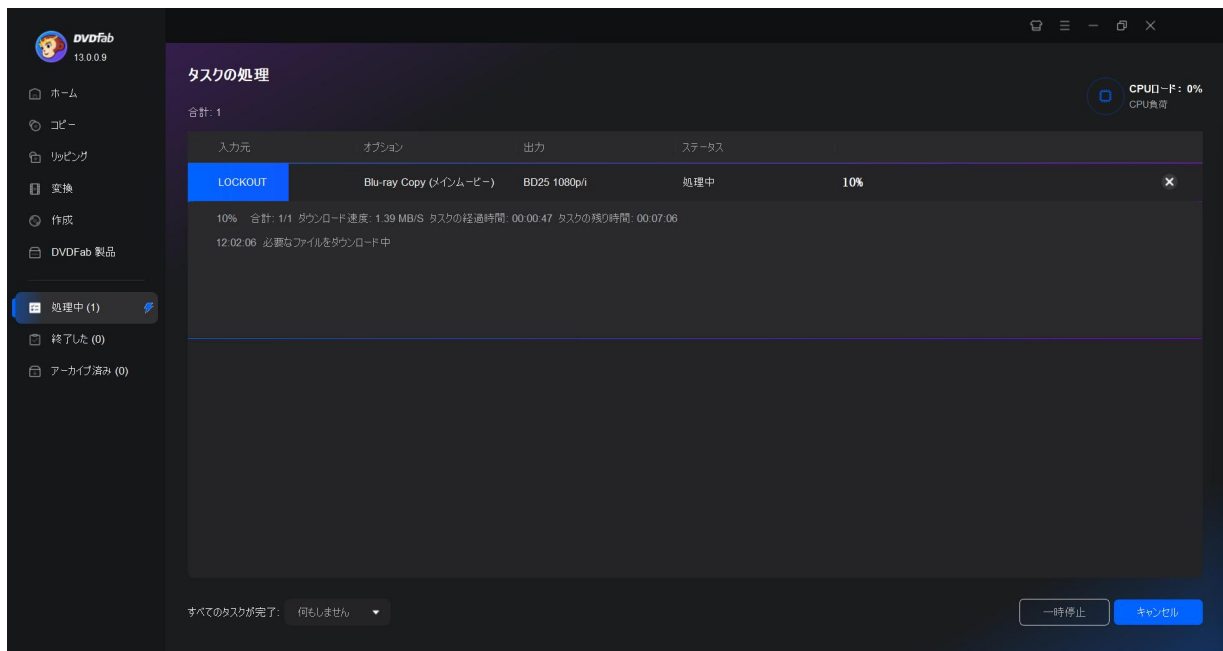 DVDFab
13.0.0.9
ホーム
コピー
リッピング
変換
作成
DVDFab 製品
処理中 (1)
終了した (0)
アーカイブ済み (0)
タスクの処理
合計: 1
CPUロード: 0%
CPU負荷
入力元 オプション 出力 ステータス
LOCKOUT Blu-ray Copy (メインムービー) BD25 1080p/i 処理中 10%
10% 合計: 1/1 ダウンロード速度: 1.39 MB/S タスクの経過時間: 00:00:47 タスクの残り時間: 00:07:06
12:02:06 必要なファイルをダウンロード中
すべてのタスクが完了: 何もしません 一時停止 キャンセル